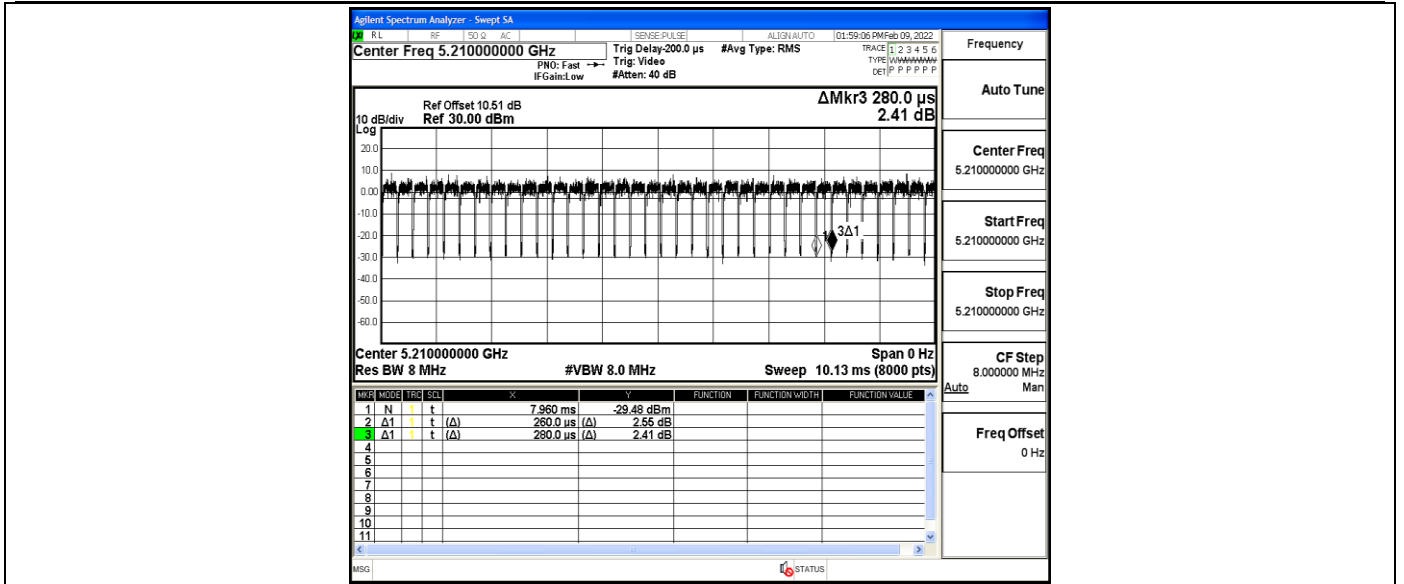 Agilent Spectrum Analyzer - Swept SA
RL RF 50 Ω AC SENSE:PULSE ALIGNAUTO 01:59:06 PM Feb 09, 2022
Center Freq 5.210000000 GHz
PNO: Fast
IFGain:Low
Trig Delay-200.0 µs
Trig: Video
#Atten: 40 dB
#Avg Type: RMS
TRACE 1 2 3 4 5 6
TYPE WWWWWW
DET P P P P P P
ΔMkr3 280.0 µs
2.41 dB
Ref Offset 10.51 dB
10 dB/div Ref 30.00 dBm
Log
20.0
10.0
0.00
-10.0
-20.0
-30.0
-40.0
-50.0
-60.0
3Δ1
Center 5.210000000 GHz Span 0 Hz
Res BW 8 MHz #VBW 8.0 MHz Sweep 10.13 ms (8000 pts)
MKR MODE TRC SCL X Y FUNCTION FUNCTION WIDTH FUNCTION VALUE
1 N 1 t 7.960 ms -29.48 dBm
2 Δ1 1 t (Δ) 260.0 µs (Δ) 2.55 dB
3 Δ1 1 t (Δ) 280.0 µs (Δ) 2.41 dB
4
5
6
7
8
9
10
11
MSG STATUS
Frequency
Auto Tune
Center Freq
5.210000000 GHz
Start Freq
5.210000000 GHz
Stop Freq
5.210000000 GHz
CF Step
8.000000 MHz
Auto Man
Freq Offset
0 Hz